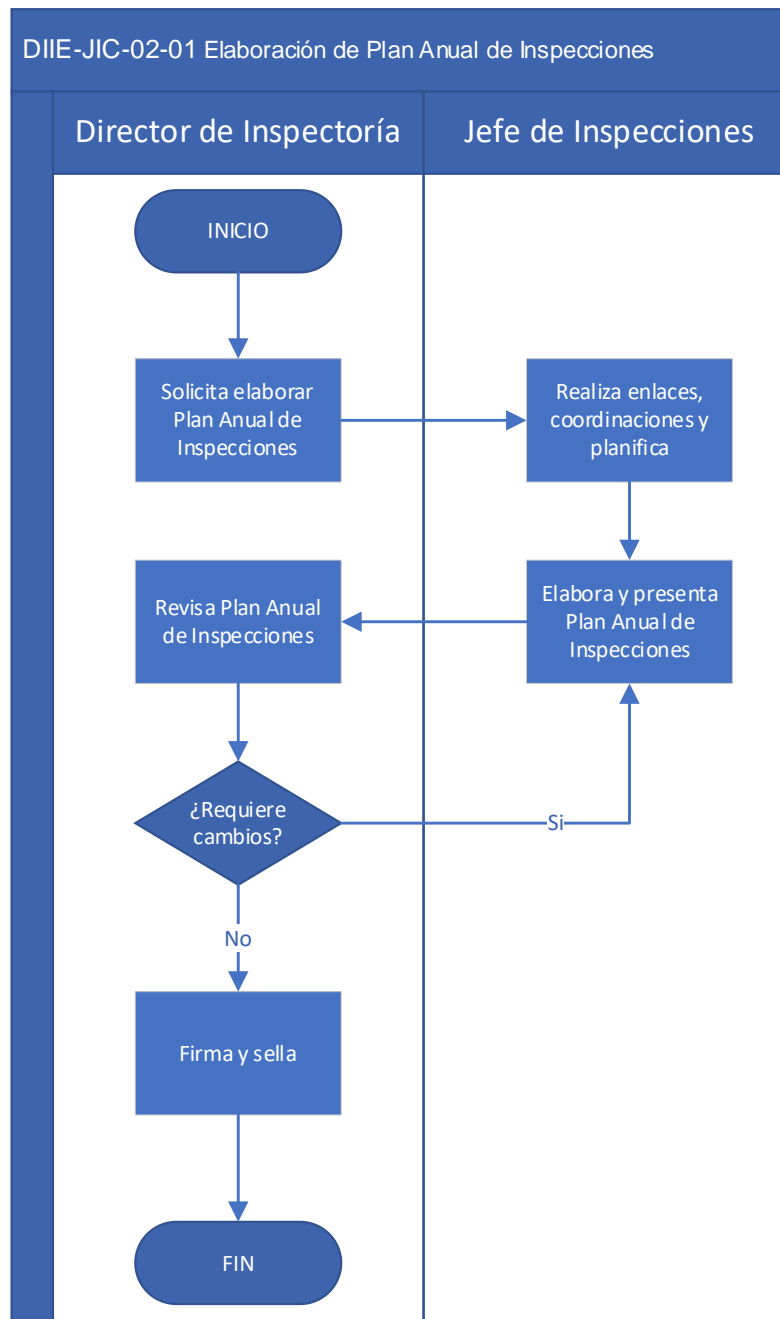 DIIE-JIC-02-01 Elaboración de Plan Anual de Inspecciones
Director de Inspectoría
Jefe de Inspecciones
INICIO
Solicita elaborar
Plan Anual de
Inspecciones
Realiza enlaces,
coordinaciones y
planifica
Revisa Plan Anual
de Inspecciones
Elabora y presenta
Plan Anual de
Inspecciones
¿Requiere
cambios?
Si
No
Firma y sella
FIN